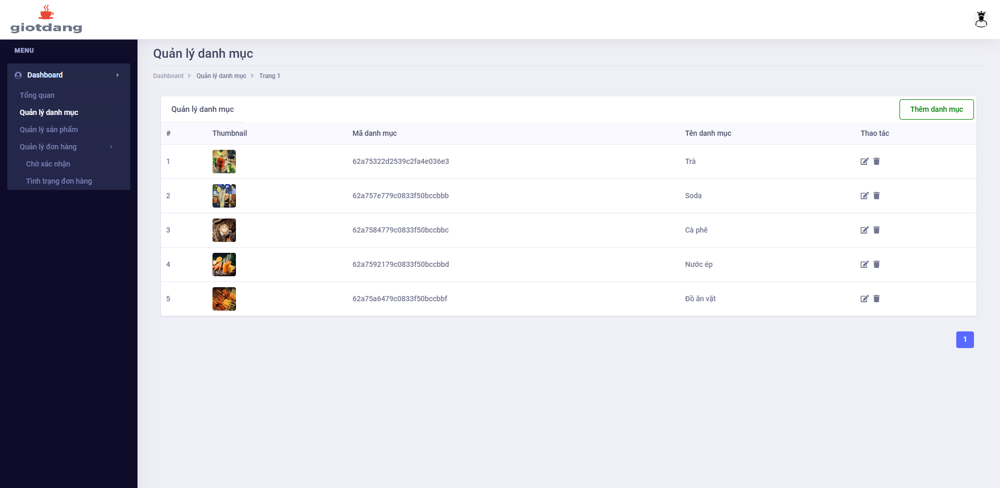 giotdang
MENU
Dashboard
Tổng quan
Quản lý danh mục
Quản lý sản phẩm
Quản lý đơn hàng
Chờ xác nhận
Tình trạng đơn hàng
Quản lý danh mục
Dashboard Quản lý danh mục Trang 1
Quản lý danh mục Thêm danh mục
# Thumbnail Mã danh mục Tên danh mục Thao tác
1 62a75322d2539c2fa4e036e3 Trà
2 62a757e779c0833f50bccbbb Soda
3 62a7584779c0833f50bccbbc Cà phê
4 62a7592179c0833f50bccbbd Nước ép
5 62a75a6479c0833f50bccbbf Đồ ăn vặt
1